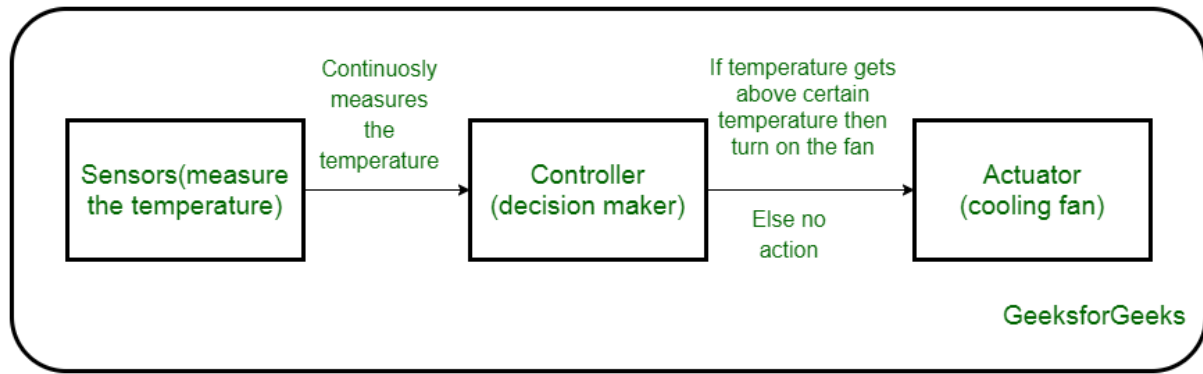 Sensors(measure
the temperature)
Continuosly
measures
the
temperature
Controller
(decision maker)
If temperature gets
above certain
temperature then
turn on the fan
Else no
action
Actuator
(cooling fan)
GeeksforGeeks